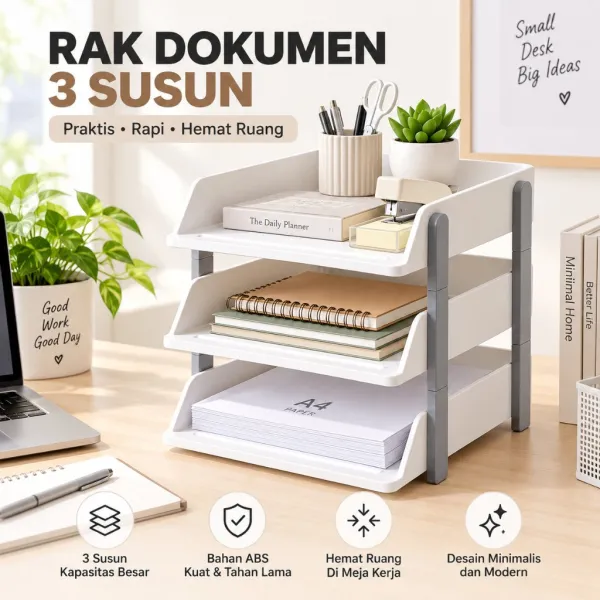 RAK DOKUMEN
3 SUSUN
Praktis • Rapi • Hemat Ruang
Small
Desk
Big Ideas
The Daily Planner
Good
Work
Good Day
A4
PAPER
Minimal Home
Better Life
3 Susun
Kapasitas Besar
Bahan ABS
Kuat & Tahan Lama
Hemat Ruang
Di Meja Kerja
Desain Minimalis
dan Modern